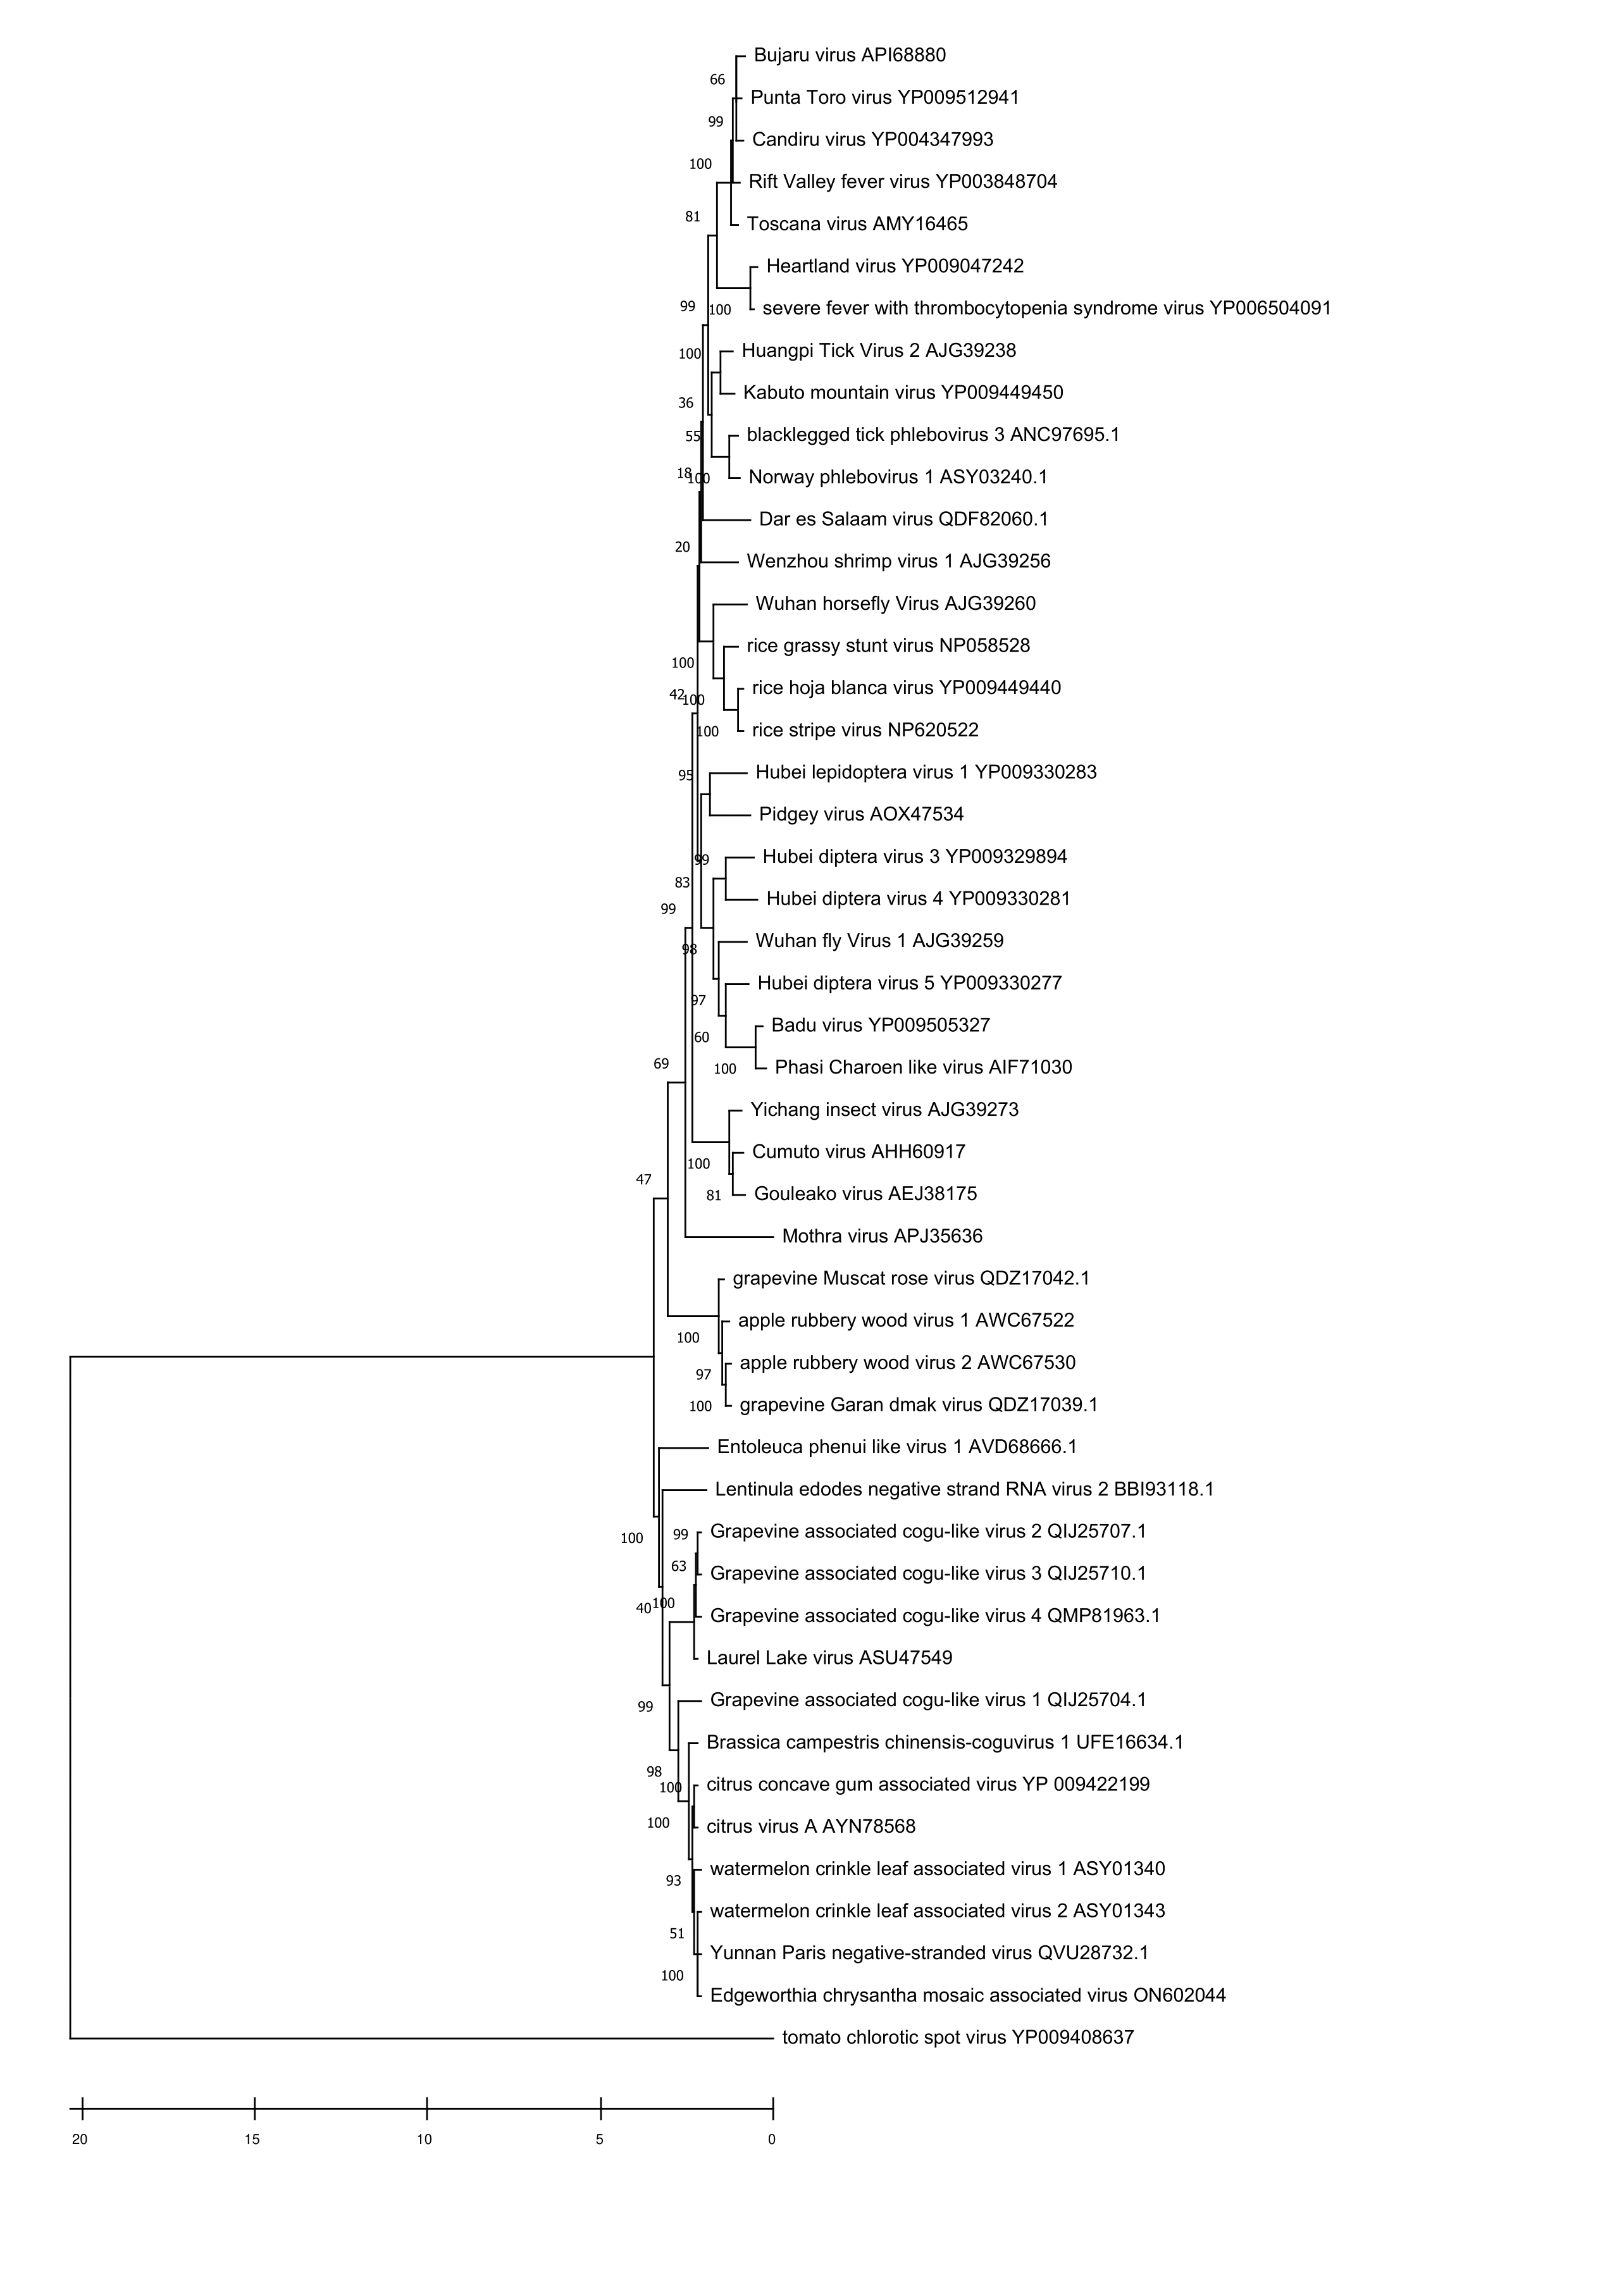 Bujaru virus API68880
66
Punta Toro virus YP009512941
99
Candiru virus YP004347993
100
Rift Valley fever virus YP003848704
81
Toscana virus AMY16465
Heartland virus YP009047242
99
100
severe fever with thrombocytopenia syndrome virus YP006504091
100
Huangpi Tick Virus 2 AJG39238
36
Kabuto mountain virus YP009449450
55
blacklegged tick phlebovirus 3 ANC97695.1
18
100
Norway phlebovirus 1 ASY03240.1
Dar es Salaam virus QDF82060.1
20
Wenzhou shrimp virus 1 AJG39256
Wuhan horsefly Virus AJG39260
rice grassy stunt virus NP058528
100
42
100
rice hoja blanca virus YP009449440
100
rice stripe virus NP620522
95
Hubei lepidoptera virus 1 YP009330283
Pidgey virus AOX47534
99
Hubei diptera virus 3 YP009329894
83
99
Hubei diptera virus 4 YP009330281
98
Wuhan fly Virus 1 AJG39259
97
Hubei diptera virus 5 YP009330277
60
Badu virus YP009505327
69
100
Phasi Charoen like virus AIF71030
Yichang insect virus AJG39273
100
Cumuto virus AHH60917
47
81
Gouleako virus AEJ38175
Mothra virus APJ35636
grapevine Muscat rose virus QDZ17042.1
100
apple rubbery wood virus 1 AWC67522
97
apple rubbery wood virus 2 AWC67530
100
grapevine Garan dmak virus QDZ17039.1
Entoleuca phenui like virus 1 AVD68666.1
Lentinula edodes negative strand RNA virus 2 BBI93118.1
100
99
Grapevine associated cogu-like virus 2 QIJ25707.1
63
Grapevine associated cogu-like virus 3 QIJ25710.1
40
100
Grapevine associated cogu-like virus 4 QMP81963.1
Laurel Lake virus ASU47549
99
Grapevine associated cogu-like virus 1 QIJ25704.1
Brassica campestris chinensis-coguvirus 1 UFE16634.1
98
100
citrus concave gum associated virus YP 009422199
100
citrus virus A AYN78568
93
watermelon crinkle leaf associated virus 1 ASY01340
watermelon crinkle leaf associated virus 2 ASY01343
51
Yunnan Paris negative-stranded virus QVU28732.1
100
Edgeworthia chrysantha mosaic associated virus ON602044
tomato chlorotic spot virus YP009408637
20 15 10 5 0